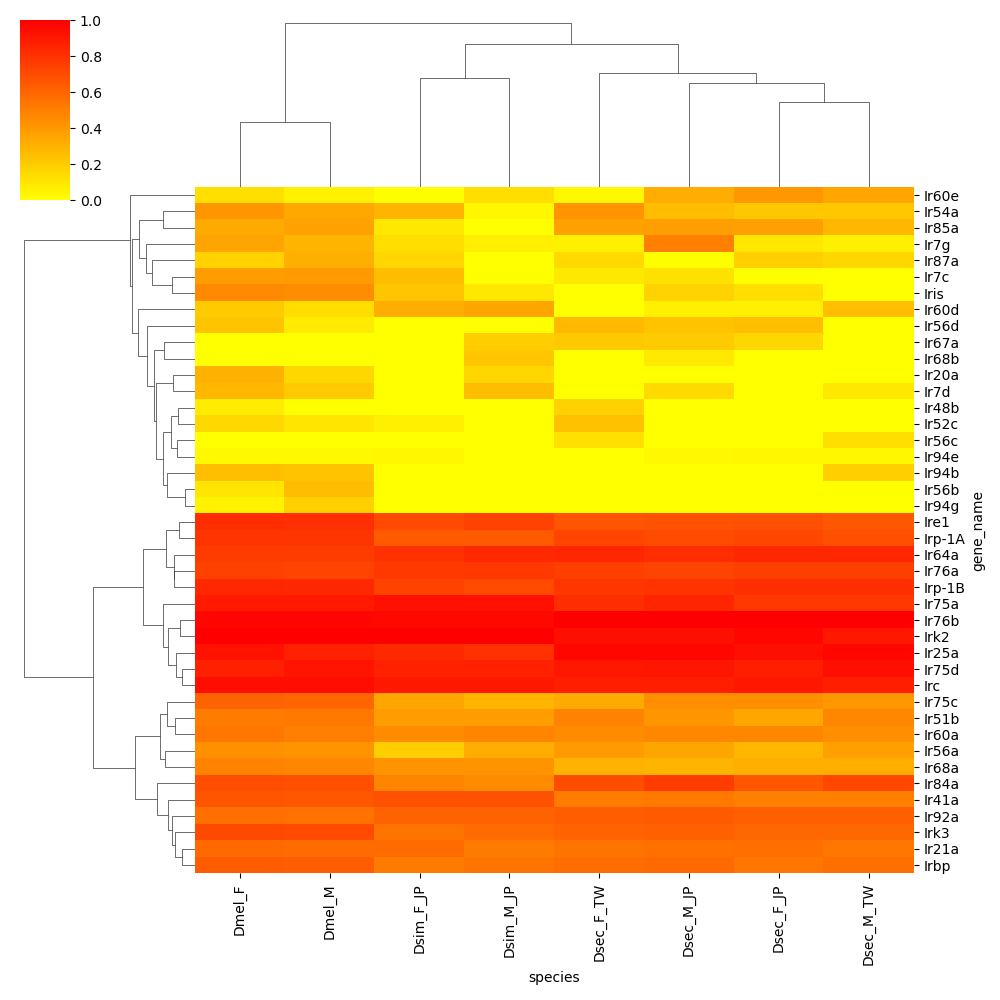 1.0
0.8
0.6
0.4
0.2
0.0
Ir60e
Ir54a
Ir85a
Ir7g
Ir87a
Ir7c
Iris
Ir60d
Ir56d
Ir67a
Ir68b
Ir20a
Ir7d
Ir48b
Ir52c
Ir56c
Ir94e
Ir94b
Ir56b
Ir94g
Ire1
Irp-1A
Ir64a
Ir76a
Irp-1B
Ir75a
Ir76b
Irk2
Ir25a
Ir75d
Irc
Ir75c
Ir51b
Ir60a
Ir56a
Ir68a
Ir84a
Ir41a
Ir92a
Irk3
Ir21a
Irbp
gene_name
Dmel_F
Dmel_M
Dsim_F_JP
Dsim_M_JP
Dsec_F_TW
Dsec_M_JP
Dsec_F_JP
Dsec_M_TW
species